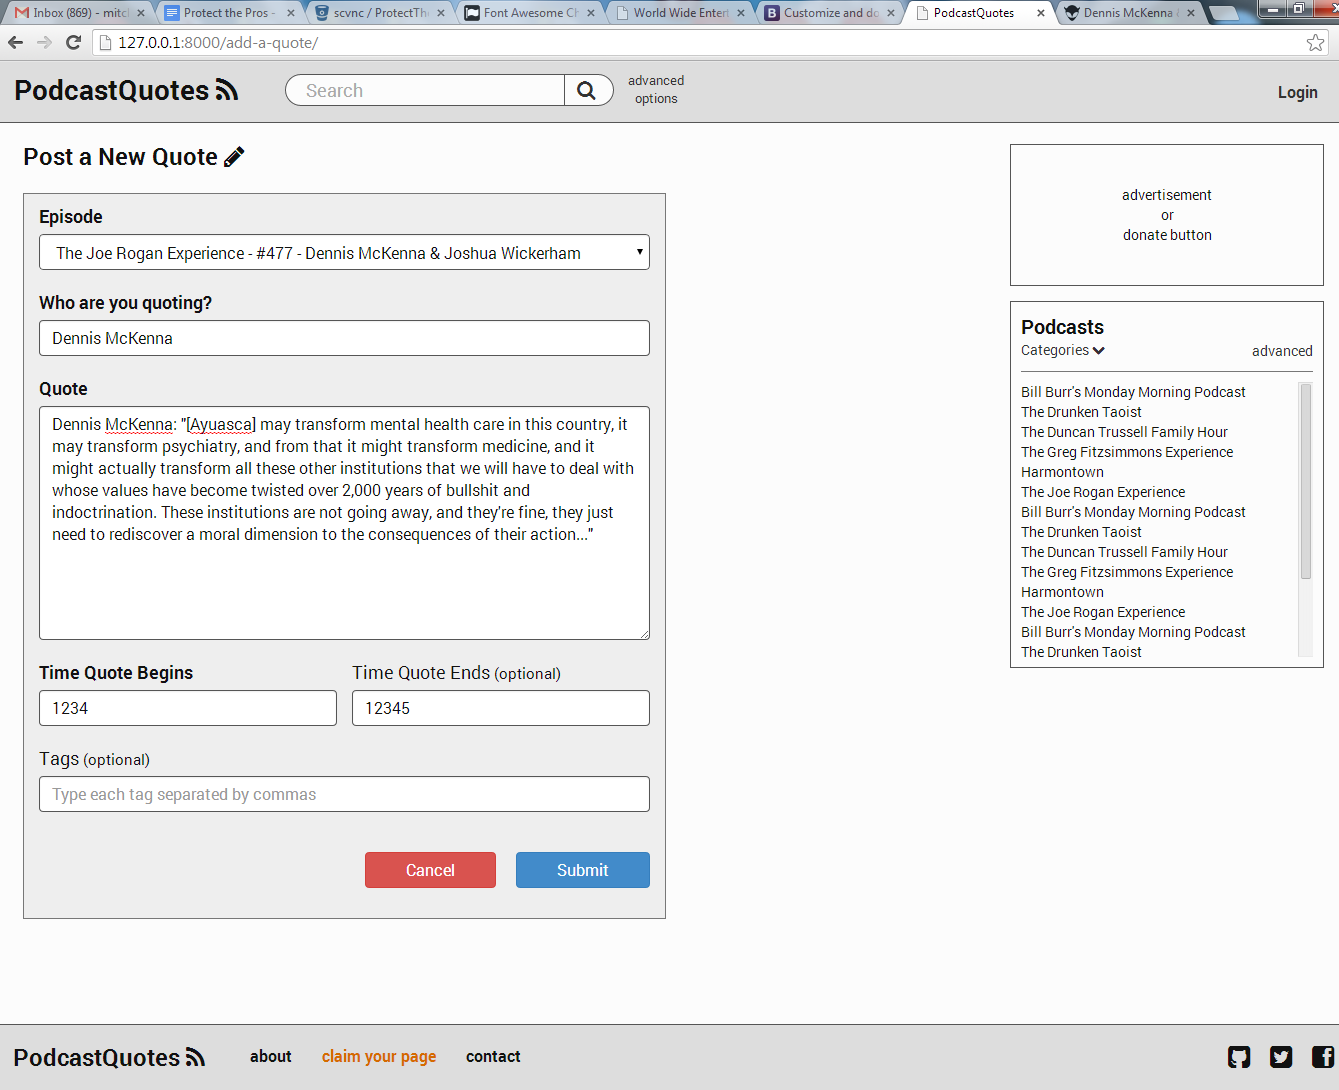 Inbox (869) - mitcl
Protect the Pros -
scvnc / ProtectThe
Font Awesome Ch
World Wide Entert
Customize and do
PodcastQuotes
Dennis McKenna &
127.0.0.1:8000/add-a-quote/
PodcastQuotes
Search
advanced
options
Login
Post a New Quote
Episode
The Joe Rogan Experience - #477 - Dennis McKenna & Joshua Wickerham
Who are you quoting?
Dennis McKenna
Quote
Dennis McKenna: "[Ayuasca] may transform mental health care in this country, it
may transform psychiatry, and from that it might transform medicine, and it
might actually transform all these other institutions that we will have to deal with
whose values have become twisted over 2,000 years of bullshit and
indoctrination. These institutions are not going away, and they're fine, they just
need to rediscover a moral dimension to the consequences of their action..."
Time Quote Begins
Time Quote Ends (optional)
1234
12345
Tags (optional)
Type each tag separated by commas
Cancel
Submit
advertisement
or
donate button
Podcasts
Categories
advanced
Bill Burr's Monday Morning Podcast
The Drunken Taoist
The Duncan Trussell Family Hour
The Greg Fitzsimmons Experience
Harmontown
The Joe Rogan Experience
Bill Burr's Monday Morning Podcast
The Drunken Taoist
The Duncan Trussell Family Hour
The Greg Fitzsimmons Experience
Harmontown
The Joe Rogan Experience
Bill Burr's Monday Morning Podcast
The Drunken Taoist
PodcastQuotes
about
claim your page
contact